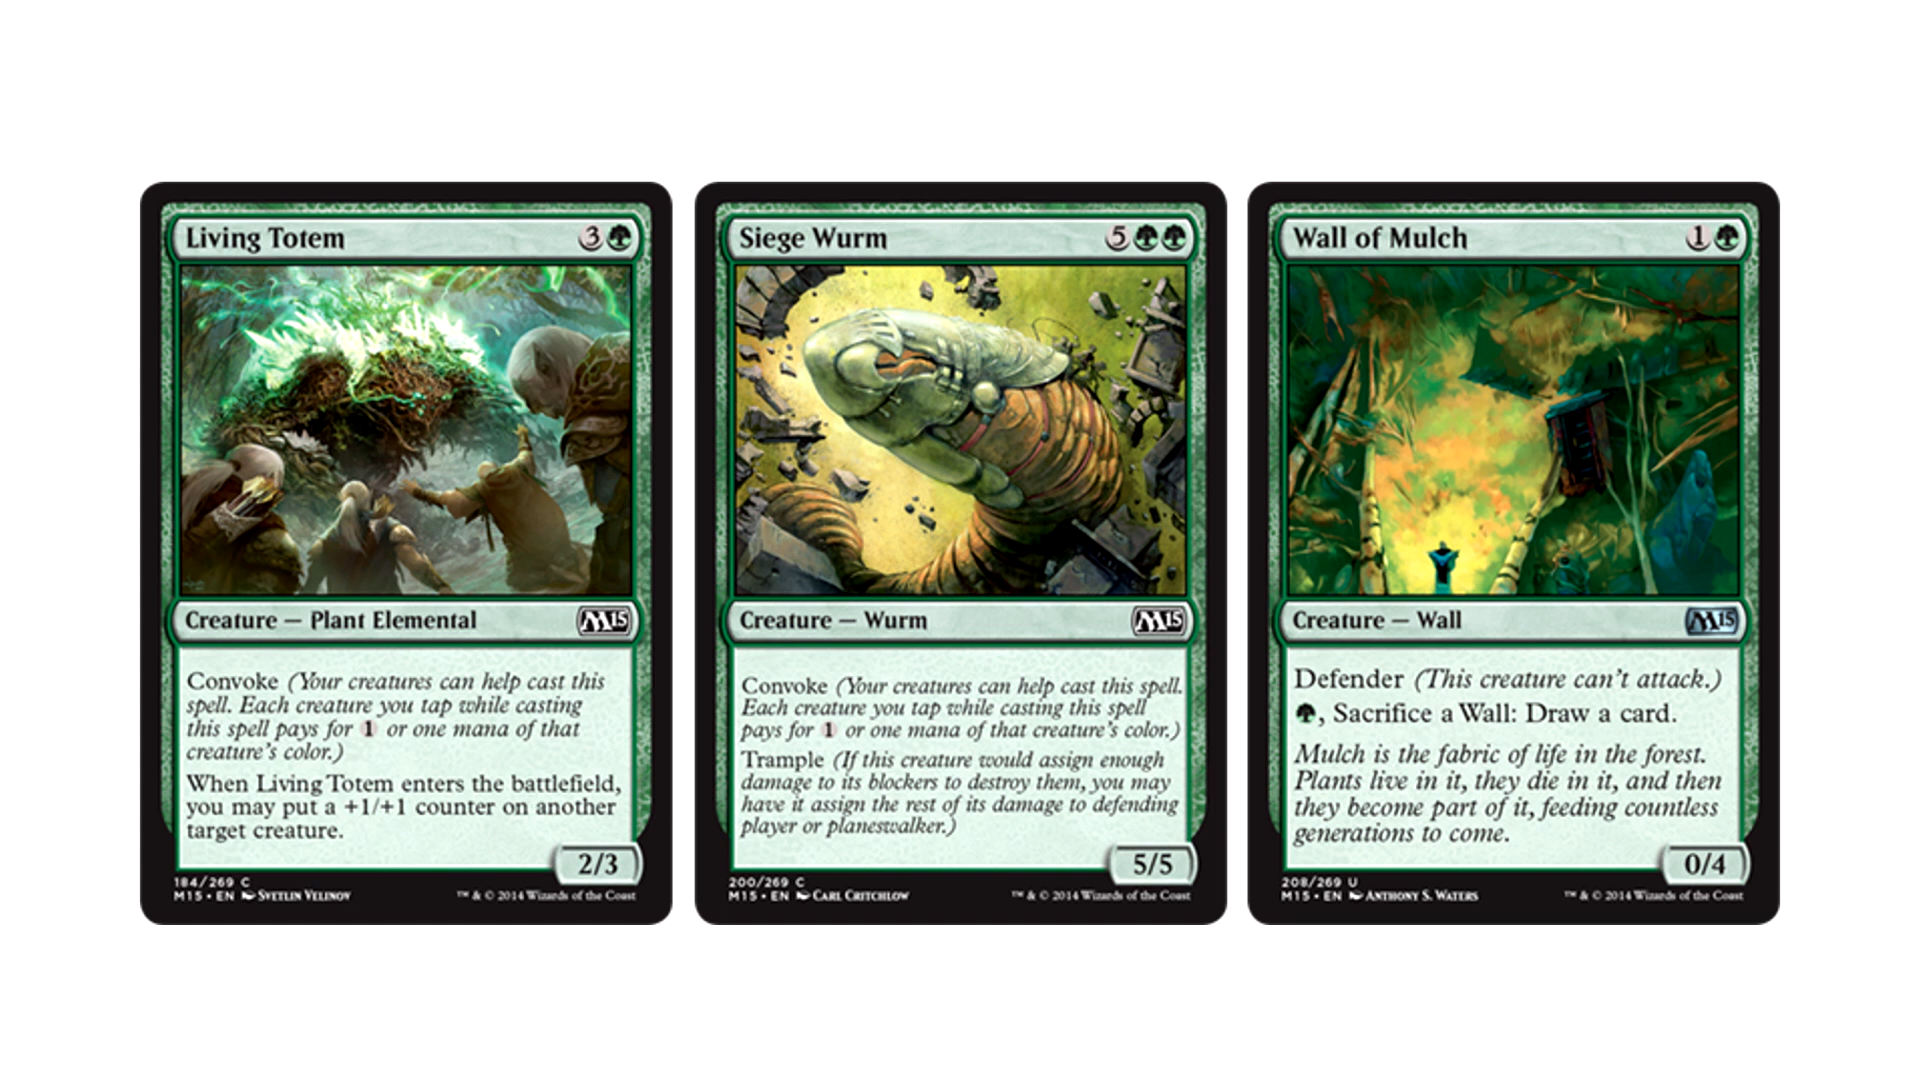 Living Totem 3
Creature — Plant Elemental M15
Convoke (Your creatures can help cast this
spell. Each creature you tap while casting
this spell pays for 1 or one mana of that
creature's color.)
When Living Totem enters the battlefield,
you may put a +1/+1 counter on another
target creature.
2/3
184/269 C
M15 • EN Svetlin Velinov ™ & © 2014 Wizards of the Coast
Siege Wurm 5
Creature — Wurm M15
Convoke (Your creatures can help cast this spell.
Each creature you tap while casting this spell
pays for 1 or one mana of that creature's color.)
Trample (If this creature would assign enough
damage to its blockers to destroy them, you may
have it assign the rest of its damage to defending
player or planeswalker.)
5/5
200/269 C
M15 • EN Carl Critchlow ™ & © 2014 Wizards of the Coast
Wall of Mulch 1
Creature — Wall M15
Defender (This creature can't attack.)
, Sacrifice a Wall: Draw a card.
Mulch is the fabric of life in the forest.
Plants live in it, they die in it, and then
they become part of it, feeding countless
generations to come.
0/4
208/269 U
M15 • EN Anthony S. Waters ™ & © 2014 Wizards of the Coast